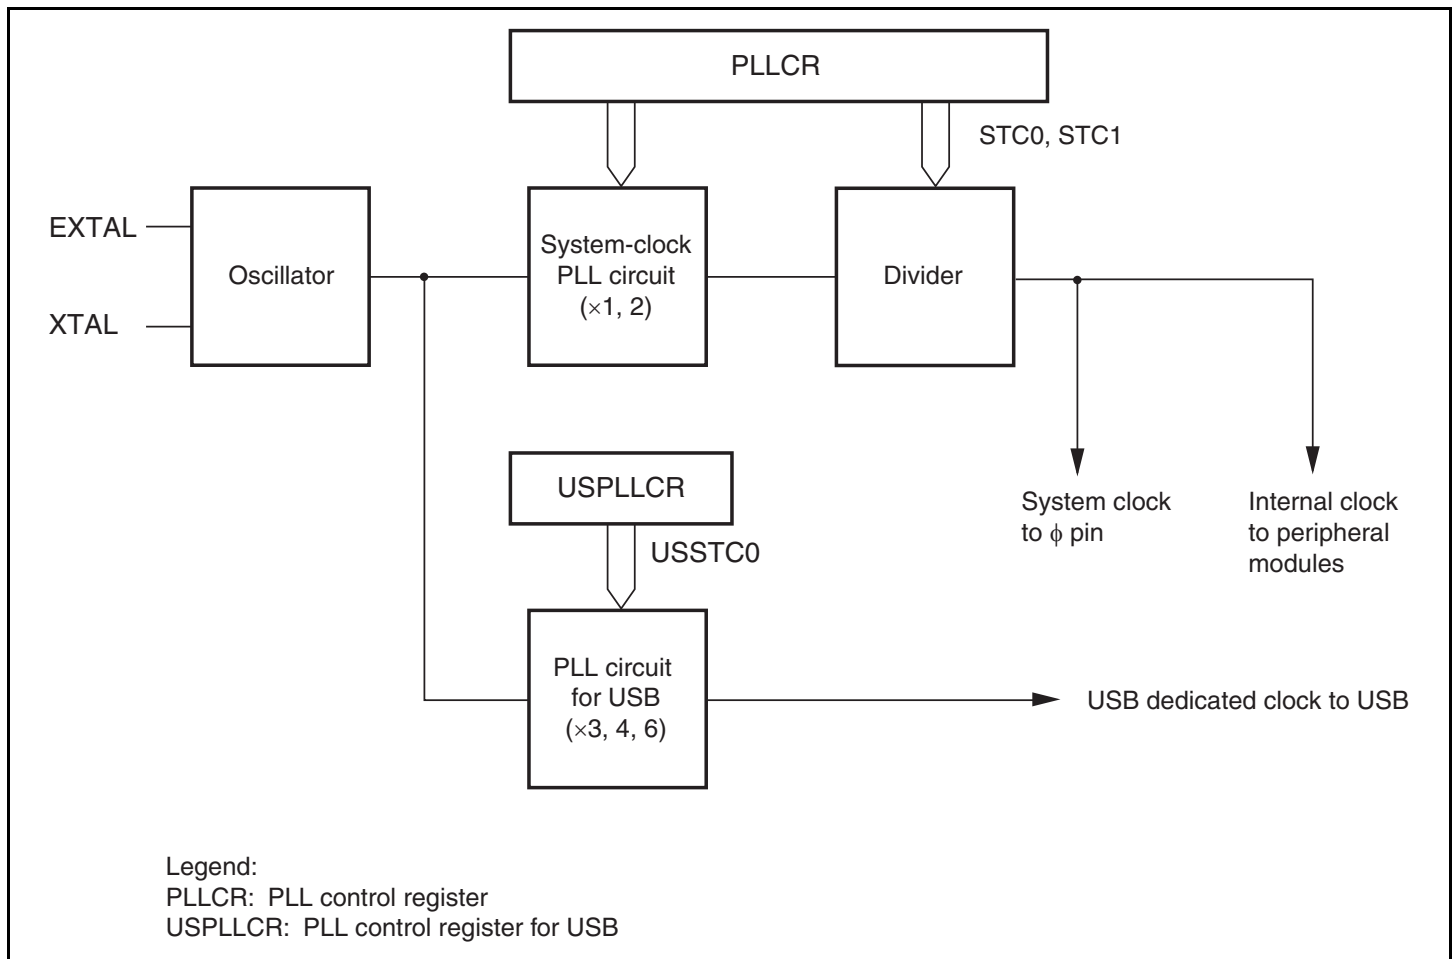 PLLCR
STC0, STC1
EXTAL
XTAL
Oscillator
System-clock
PLL circuit
(×1, 2)
Divider
System clock
to ϕ pin
Internal clock
to peripheral
modules
USPLLCR
USSTC0
PLL circuit
for USB
(×3, 4, 6)
USB dedicated clock to USB
Legend:
PLLCR: PLL control register
USPLLCR: PLL control register for USB